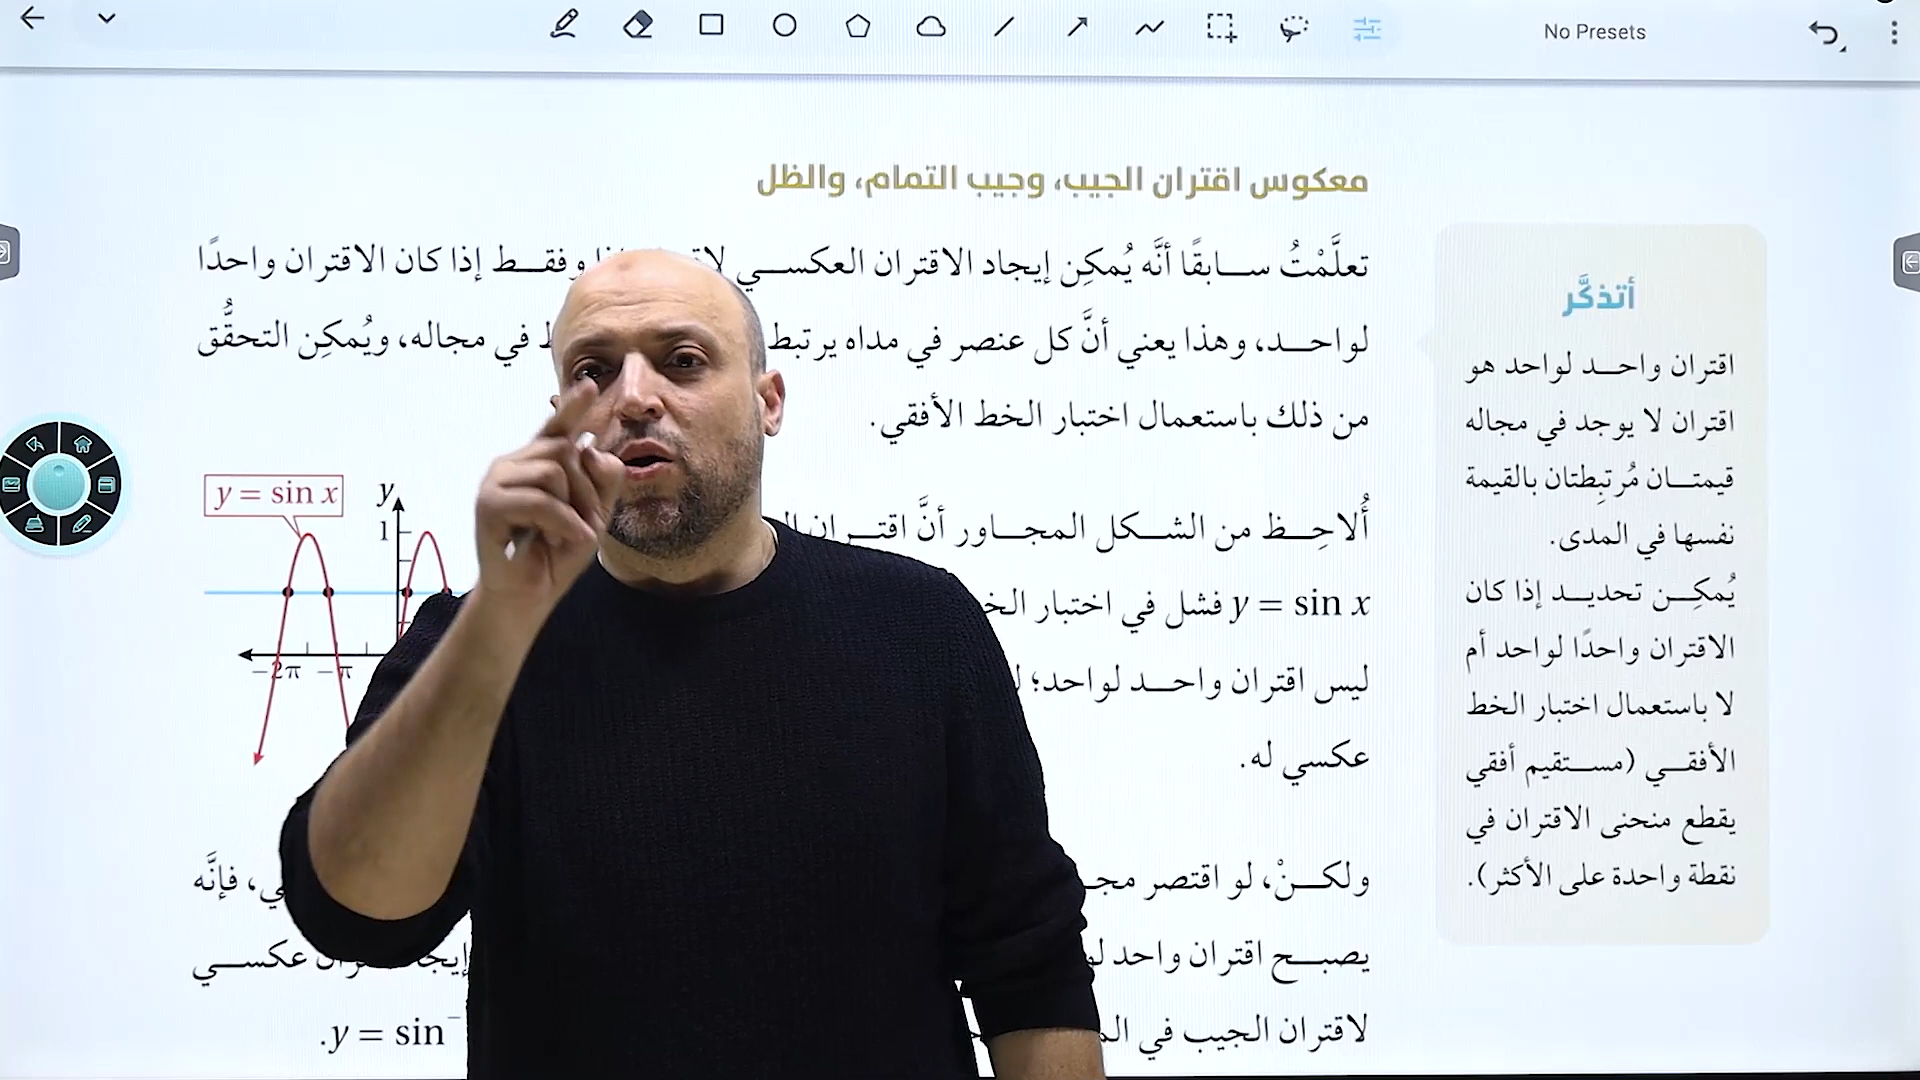 No Presets
معكوس اقتران الجيب، وجيب التمام، والظل
تعلَّمْتُ سابقًا أنَّه يُمكِن إيجاد الاقتران العكسي وفقط إذا كان الاقتران واحدًا
لواحد، وهذا يعني أنَّ كل عنصر في مداه يرتبط في مجاله، ويُمكِن التحقُّق
من ذلك باستعمال اختبار الخط الأفقي.
أُلاحِظ من الشكل المجاور أنَّ اقتران
y = sin x فشل في اختبار
ليس اقتران واحد لواحد؛
عكسي له.
ولكنْ، لو اقتصر فإنَّه
يصبح اقتران واحد عكسي
لاقتران الجيب في
y = sin⁻
y = sin x
y
1
−2π −π
أتذكَّر
اقتران واحد لواحد هو
اقتران لا يوجد في مجاله
قيمتان مُرتبِطتان بالقيمة
نفسها في المدى.
يُمكِن تحديد إذا كان
الاقتران واحدًا لواحد أم
لا باستعمال اختبار الخط
الأفقي (مستقيم أفقي
يقطع منحنى الاقتران في
نقطة واحدة على الأكثر).